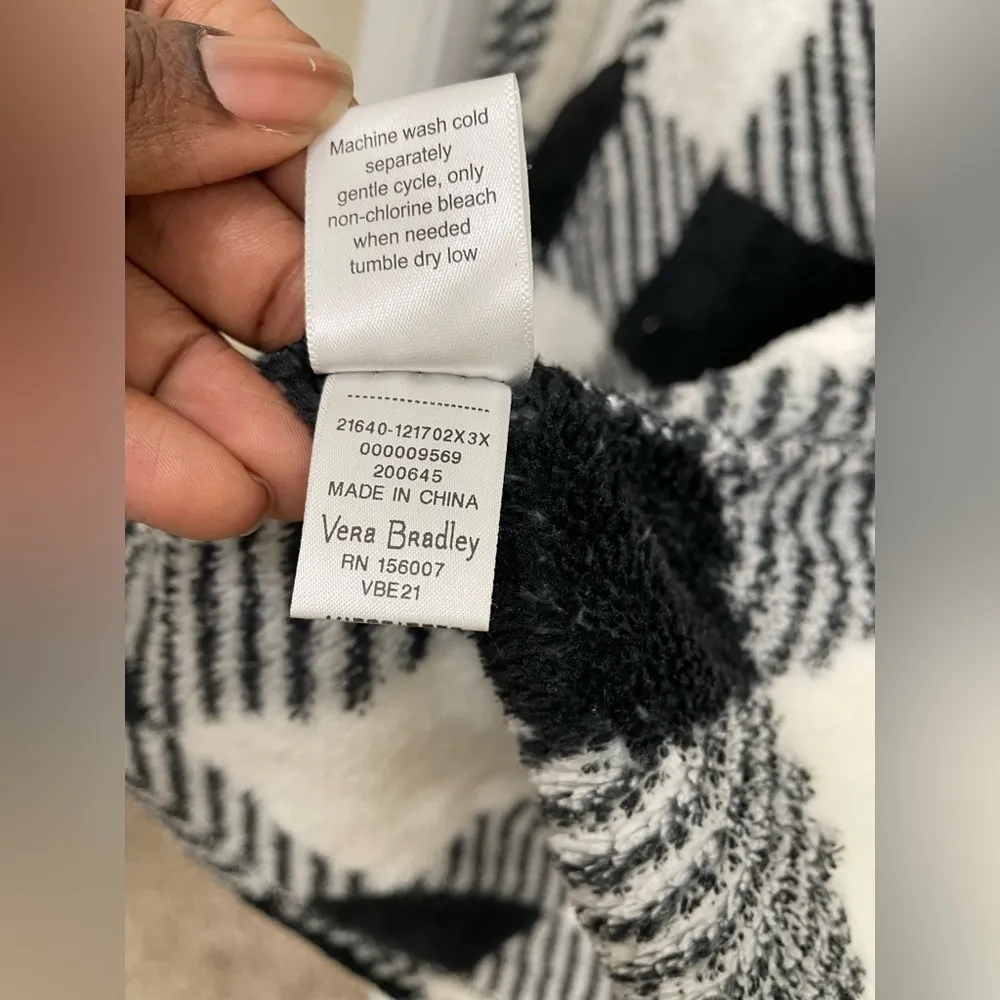 Machine wash cold
separately
gentle cycle, only
non-chlorine bleach
when needed
tumble dry low
21640-121702X3X
000009569
200645
MADE IN CHINA
Vera Bradley
RN 156007
VBE21